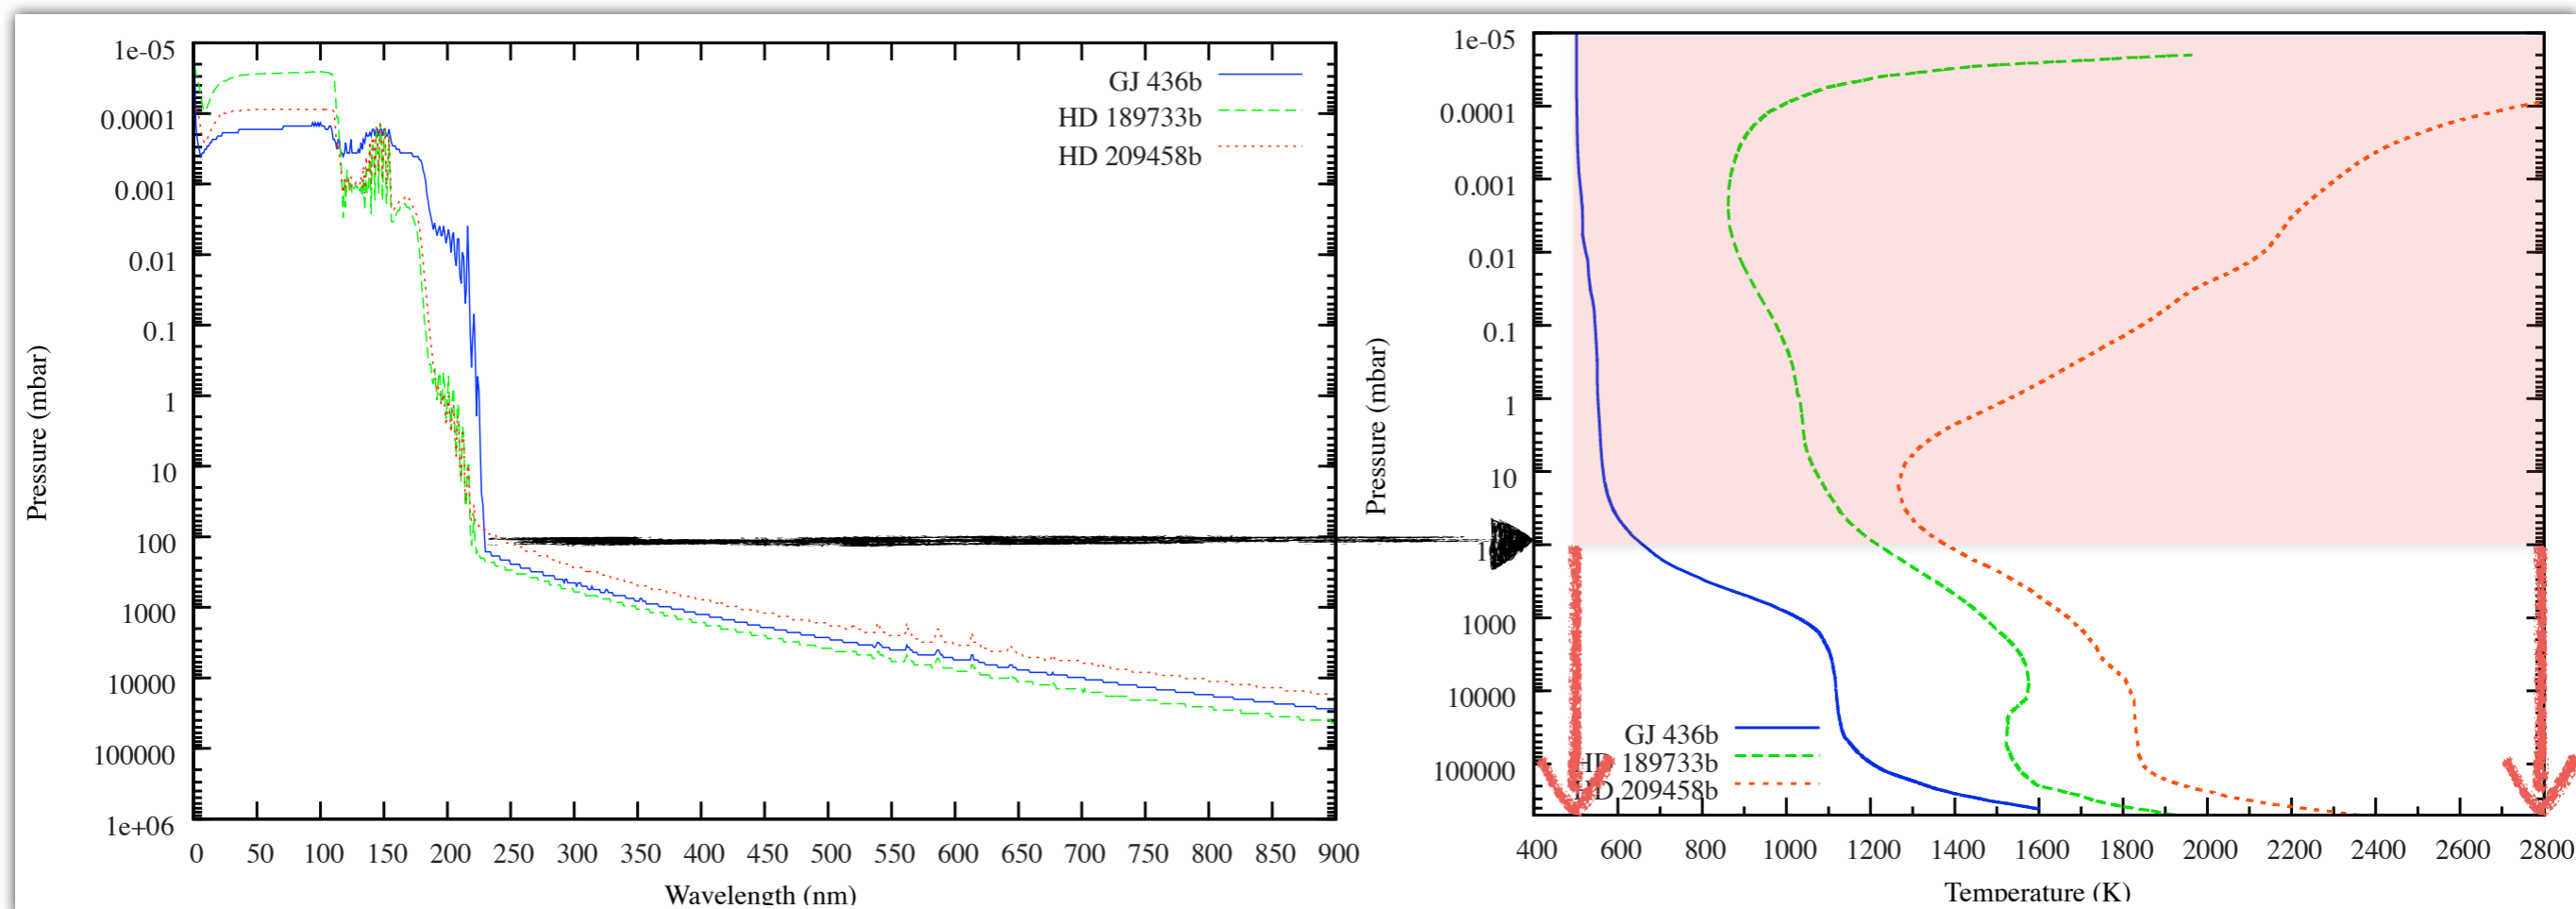 1e-05
0.0001
0.001
0.01
0.1
1
10
100
1000
10000
100000
1e+06
Pressure (mbar)
0 50 100 150 200 250 300 350 400 450 500 550 600 650 700 750 800 850 900
Wavelength (nm)
GJ 436b
HD 189733b
HD 209458b
1e-05
0.0001
0.001
0.01
0.1
1
10
1000
10000
100000
Pressure (mbar)
400 600 800 1000 1200 1400 1600 1800 2000 2200 2400 2600 2800
Temperature (K)
GJ 436b
HD 189733b
HD 209458b